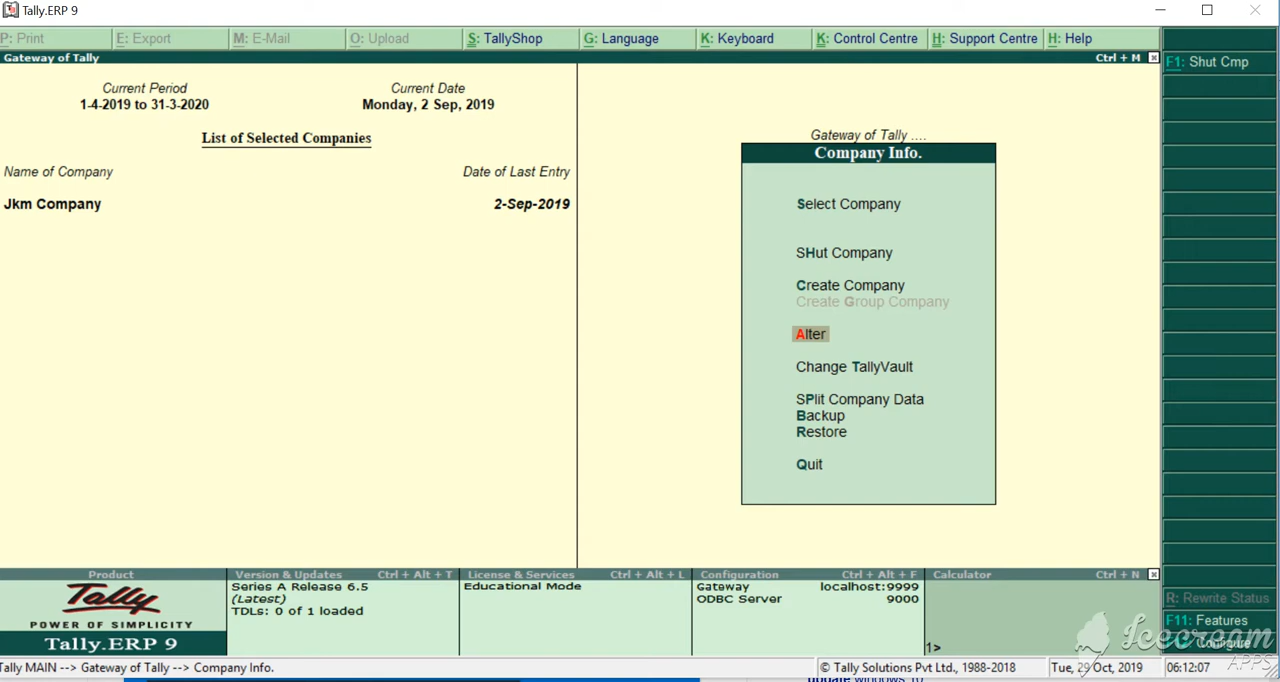 Tally.ERP 9
P: Print E: Export M: E-Mail O: Upload S: TallyShop G: Language K: Keyboard K: Control Centre H: Support Centre H: Help
Gateway of Tally Ctrl + M
F1: Shut Cmp
Current Period Current Date
1-4-2019 to 31-3-2020 Monday, 2 Sep, 2019
List of Selected Companies
Name of Company Date of Last Entry
Jkm Company 2-Sep-2019
Gateway of Tally ....
Company Info.
Select Company
SHut Company
Create Company
Create Group Company
Alter
Change TallyVault
SPlit Company Data
Backup
Restore
Quit
Product
Tally
POWER OF SIMPLICITY
Tally.ERP 9
Version & Updates Ctrl + Alt + T
Series A Release 6.5
(Latest)
TDLs: 0 of 1 loaded
License & Services Ctrl + Alt + L
Educational Mode
Configuration Ctrl + Alt + F
Gateway localhost:9999
ODBC Server 9000
Calculator Ctrl + N
1>
R: Rewrite Status
F11: Features
Configure
Icecream
APPS
Tally MAIN --> Gateway of Tally --> Company Info. © Tally Solutions Pvt Ltd., 1988-2018 Tue, 29 Oct, 2019 06:12:07